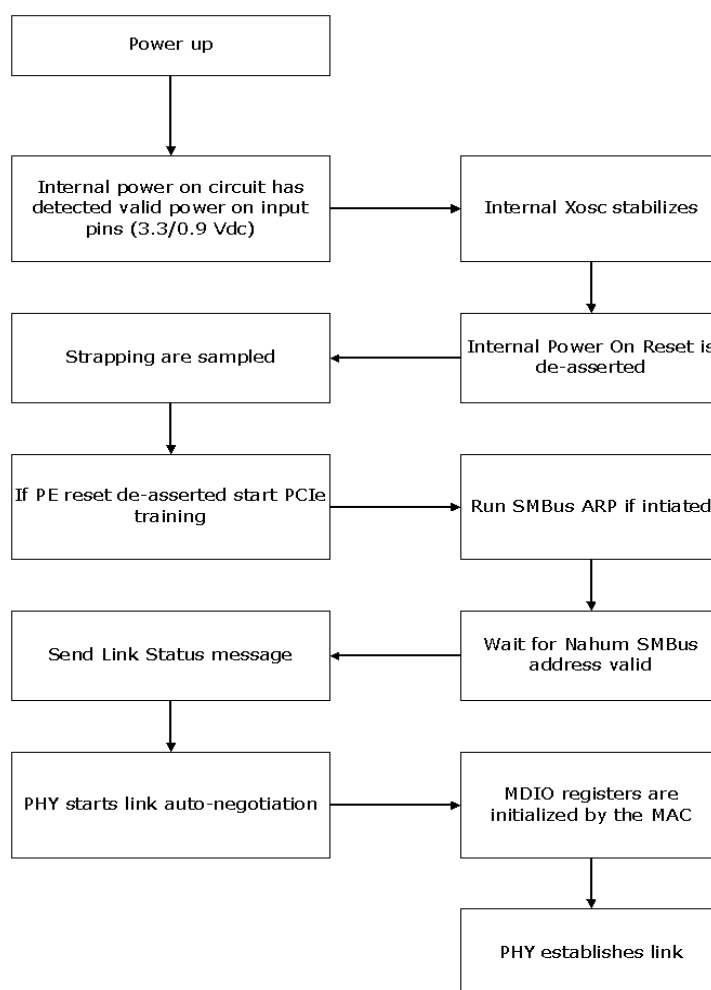 Power up
Internal power on circuit has
detected valid power on input
pins (3.3/0.9 Vdc)
Internal Xosc stabilizes
Internal Power On Reset is
de-asserted
Strapping are sampled
If PE reset de-asserted start PCIe
training
Run SMBus ARP if intiated
Wait for Nahum SMBus
address valid
Send Link Status message
PHY starts link auto-negotiation
MDIO registers are
initialized by the MAC
PHY establishes link